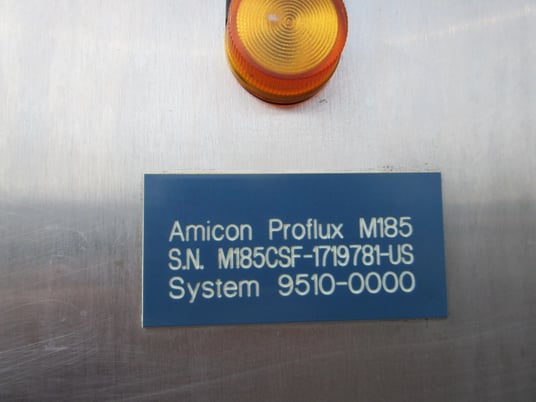 Amicon Proflux M185
S.N. M185CSF-1719781-US
System 9510-0000